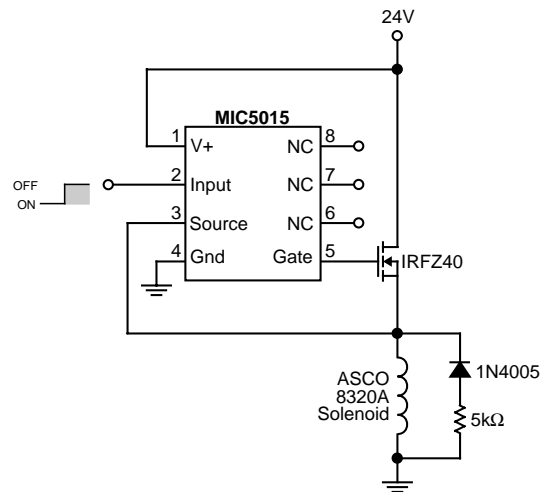 24V
MIC5015
1 V+ NC 8
OFF
ON
2 Input NC 7
3 Source NC 6
4 Gnd Gate 5
IRFZ40
ASCO
8320A
Solenoid
1N4005
5kΩ